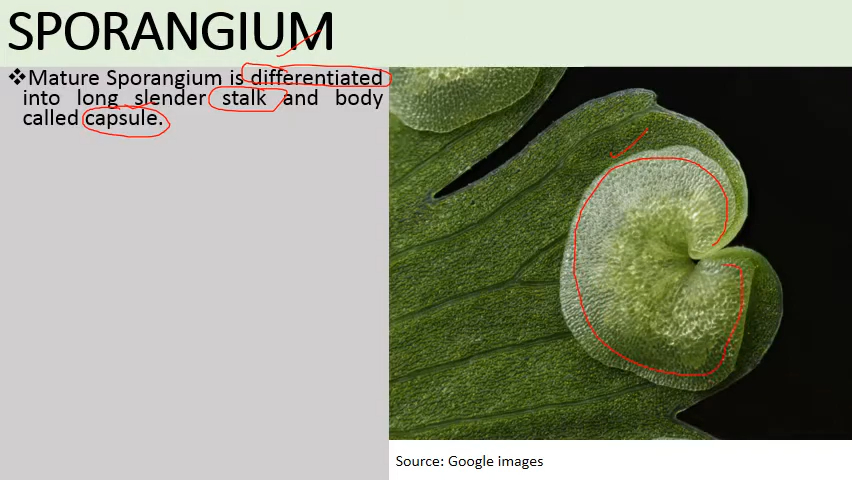 SPORANGIUM
❖Mature Sporangium is differentiated
into long slender stalk and body
called capsule.
Source: Google images